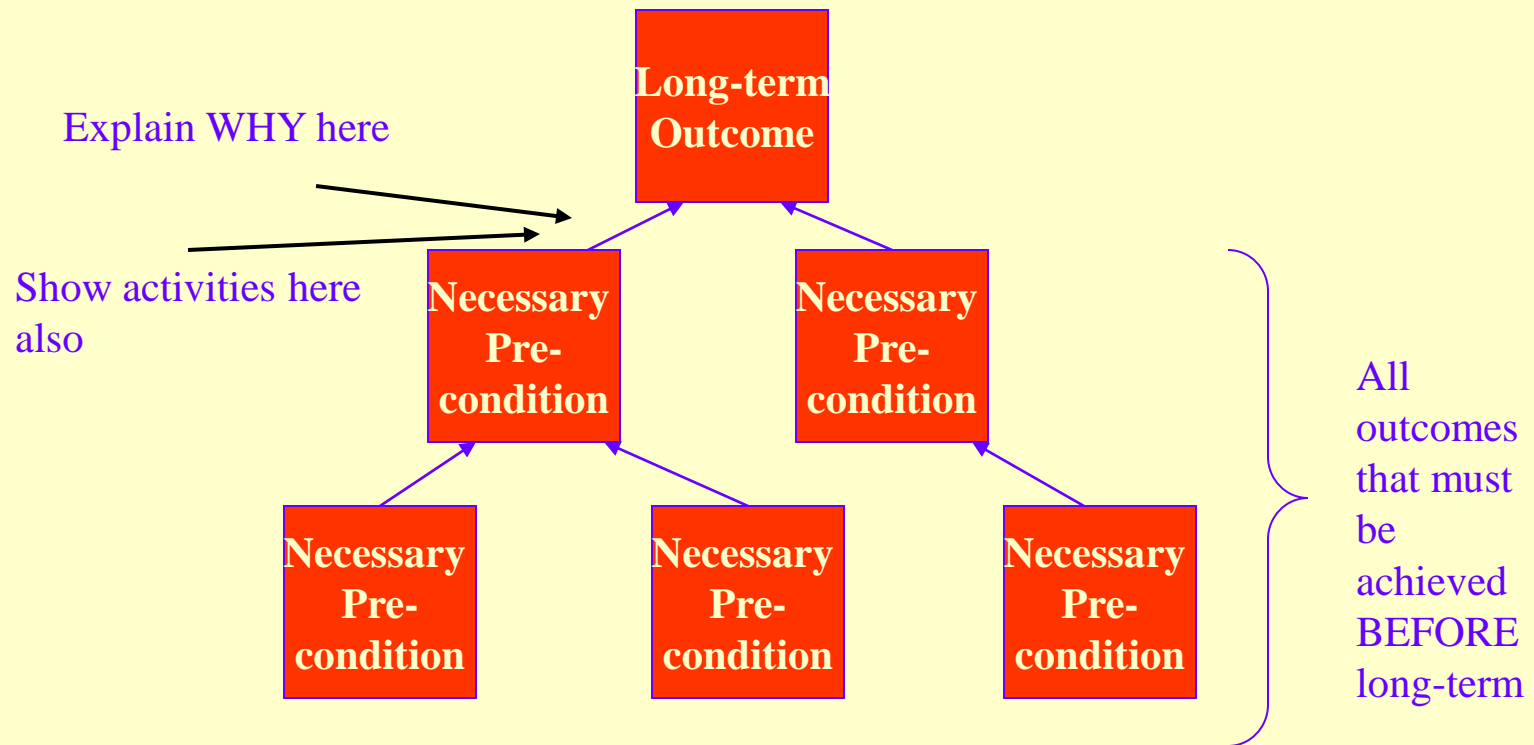 Long-term
Outcome
Explain WHY here
Show activities here
also
Necessary
Pre-
condition
Necessary
Pre-
condition
Necessary
Pre-
condition
Necessary
Pre-
condition
Necessary
Pre-
condition
All
outcomes
that must
be
achieved
BEFORE
long-term